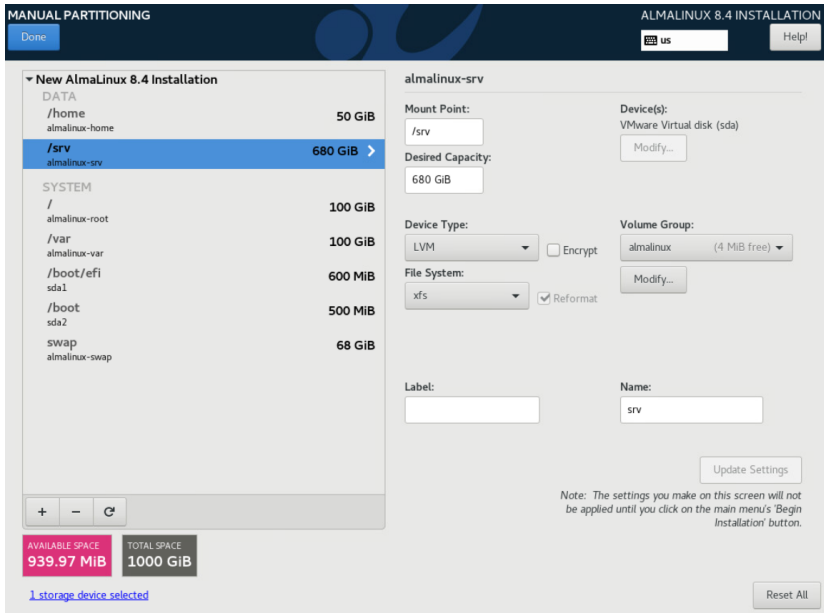 MANUAL PARTITIONING
ALMALINUX 8.4 INSTALLATION
Done
us
Help!
New AlmaLinux 8.4 Installation
DATA
/home
50 GiB
almalinux-home
/srv
680 GiB
almalinux-srv
SYSTEM
/
100 GiB
almalinux-root
/var
100 GiB
almalinux-var
/boot/efi
600 MiB
sda1
/boot
500 MiB
sda2
swap
68 GiB
almalinux-swap
+ −
AVAILABLE SPACE
939.97 MiB
TOTAL SPACE
1000 GiB
1 storage device selected
almalinux-srv
Mount Point:
/srv
Device(s):
VMware Virtual disk (sda)
Modify...
Desired Capacity:
680 GiB
Device Type:
LVM
Encrypt
Volume Group:
almalinux (4 MiB free)
File System:
xfs
Reformat
Modify...
Label:
Name:
srv
Update Settings
Note: The settings you make on this screen will not
be applied until you click on the main menu's 'Begin
Installation' button.
Reset All